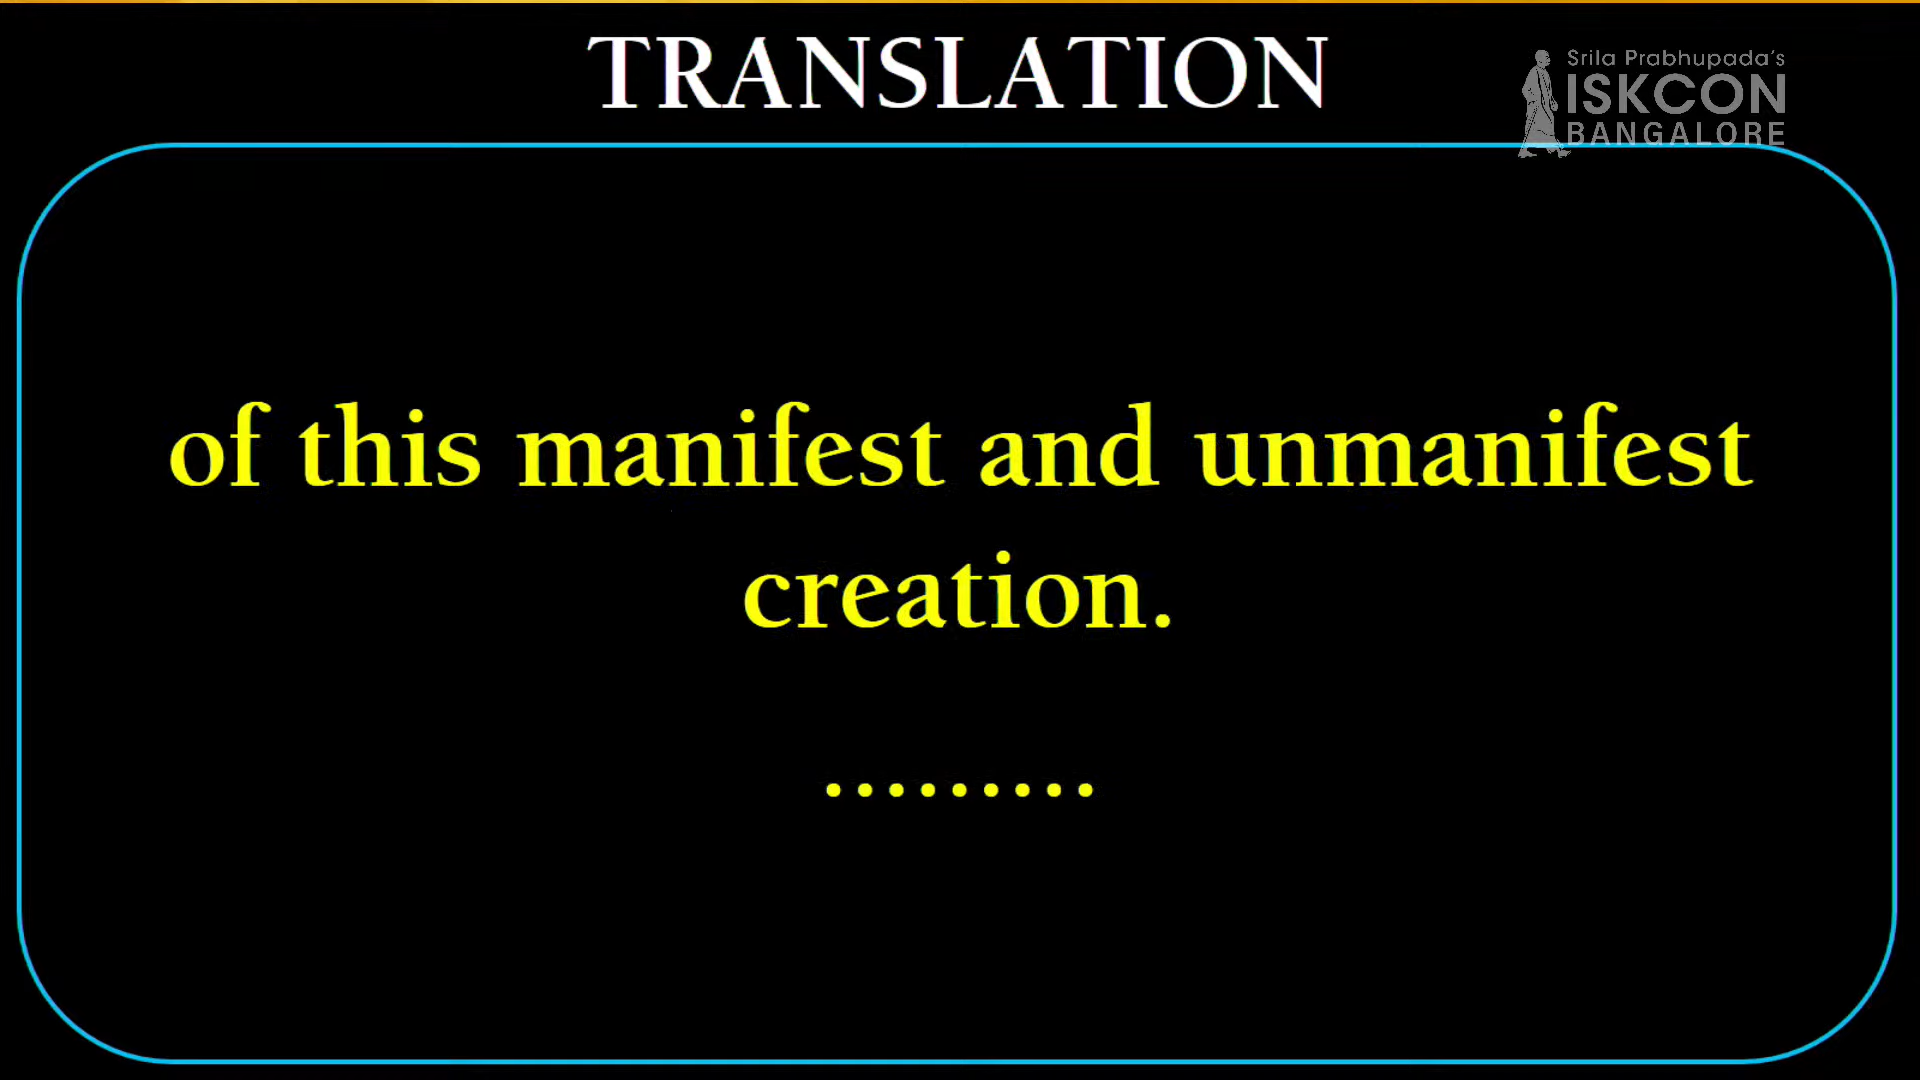 TRANSLATION
Srila Prabhupada's
ISKCON
BANGALORE
of this manifest and unmanifest
creation.
.........